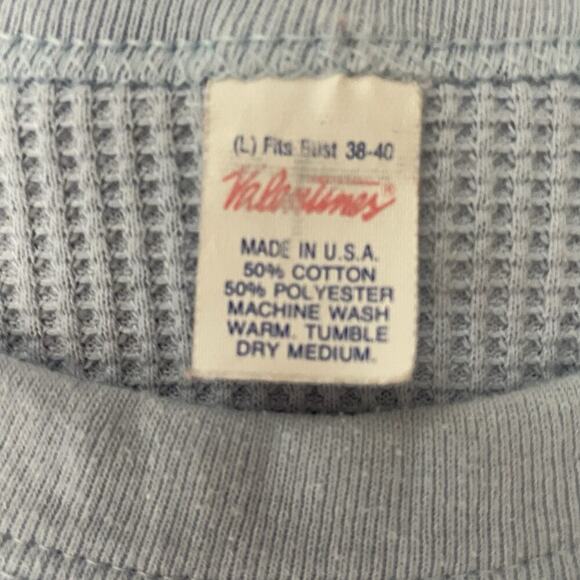 (L) Fits Bust 38-40
Valentines®
MADE IN U.S.A.
50% COTTON
50% POLYESTER
MACHINE WASH
WARM. TUMBLE
DRY MEDIUM.